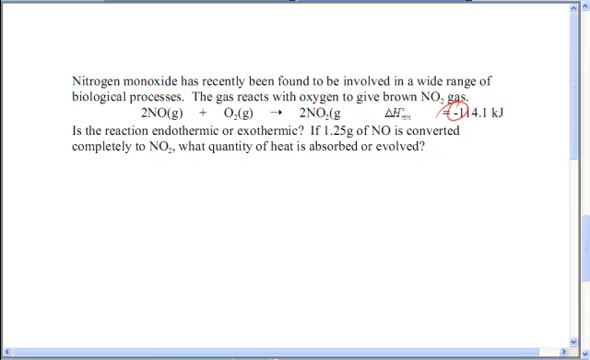 Nitrogen monoxide has recently been found to be involved in a wide range of
biological processes. The gas reacts with oxygen to give brown NO₂ gas.
2NO(g) + O₂(g) → 2NO₂(g ΔH°rxn = -114.1 kJ
Is the reaction endothermic or exothermic? If 1.25g of NO is converted
completely to NO₂, what quantity of heat is absorbed or evolved?